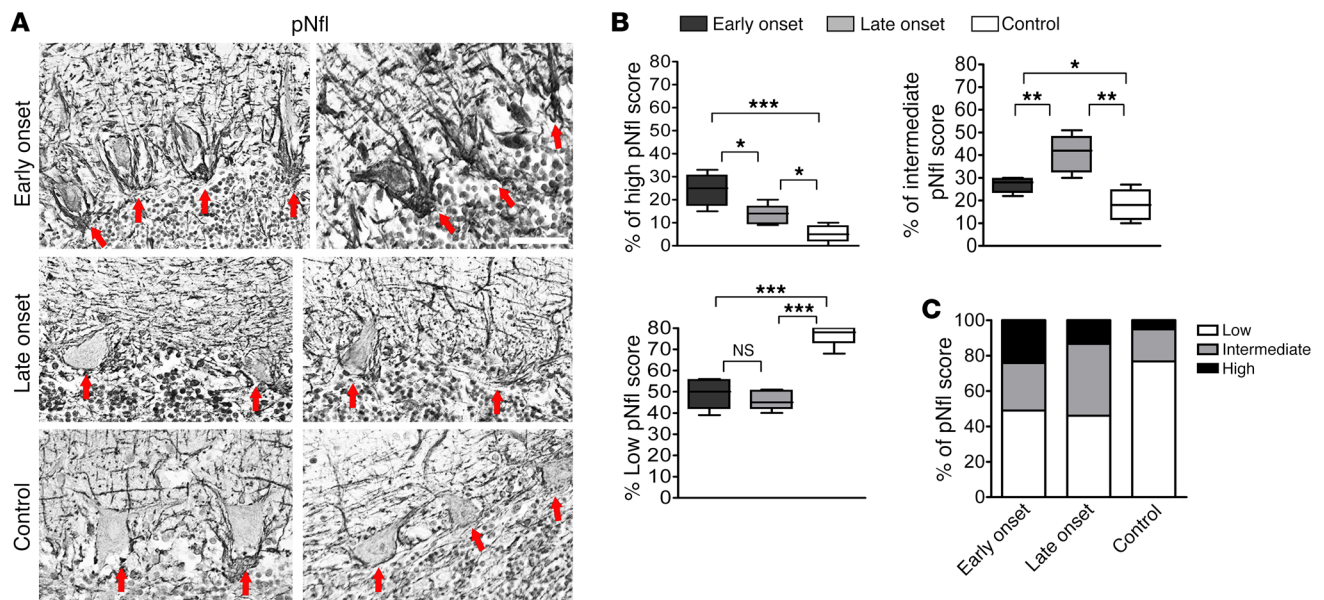 A
pNfl
Early onset
Late onset
Control
B
Early onset Late onset Control
% of high pNfl score
80
70
60
50
40
30
20
10
0
***
*
*
% of intermediate
pNfl score
80
70
60
50
40
30
20
10
0
*
**
**
% Low pNfl score
80
70
60
50
40
30
20
10
0
***
***
NS
C
% of pNfl score
100
80
60
40
20
0
Early onset
Late onset
Control
Low
Intermediate
High